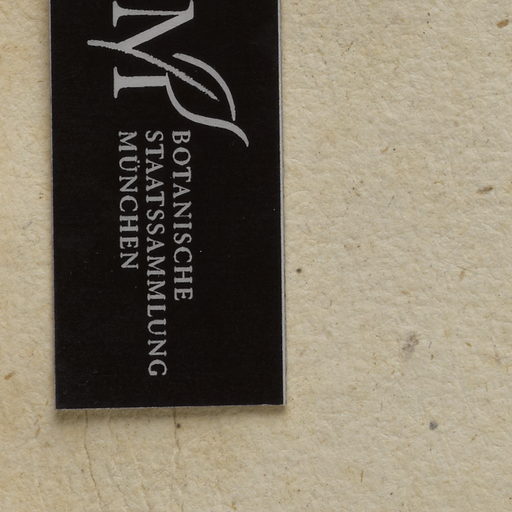 M
BOTANISCHE
STAATSSAMMLUNG
MÜNCHEN